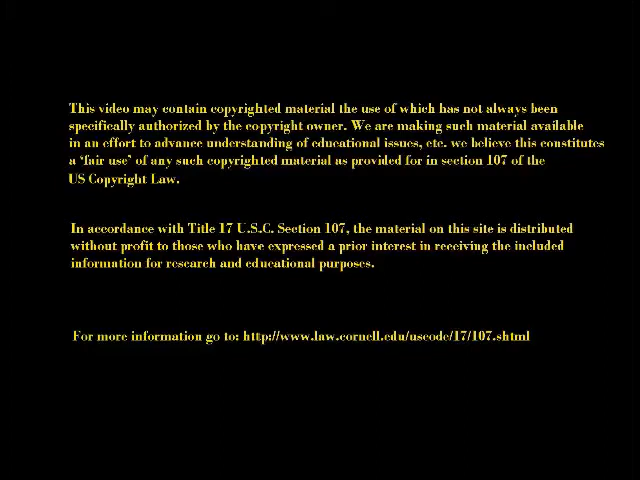 This video may contain copyrighted material the use of which has not always been
specifically authorized by the copyright owner. We are making such material available
in an effort to advance understanding of educational issues, etc. we believe this constitutes
a ‘fair use’ of any such copyrighted material as provided for in section 107 of the
US Copyright Law.
In accordance with Title 17 U.S.C. Section 107, the material on this site is distributed
without profit to those who have expressed a prior interest in receiving the included
information for research and educational purposes.
For more information go to: http://www.law.cornell.edu/uscode/17/107.shtml